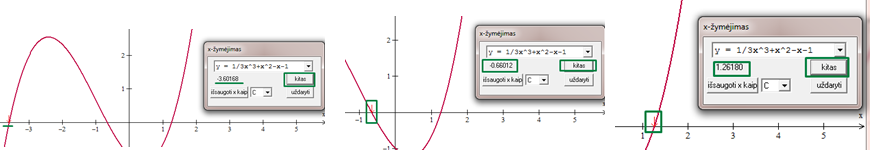 2
1
-3
-2
-1
1
2
3
4
5
x
x-žymėjimas
y = 1/3x^3+x^2-x-1
-3.60168
kitas
išsaugoti x kaip
C
uždaryti
2
1
-1
-1
1
2
3
4
5
x
x-žymėjimas
y = 1/3x^3+x^2-x-1
-0.66012
kitas
išsaugoti x kaip
C
uždaryti
1
2
3
4
5
x
x-žymėjimas
y = 1/3x^3+x^2-x-1
1.26180
kitas
išsaugoti x kaip
C
uždaryti